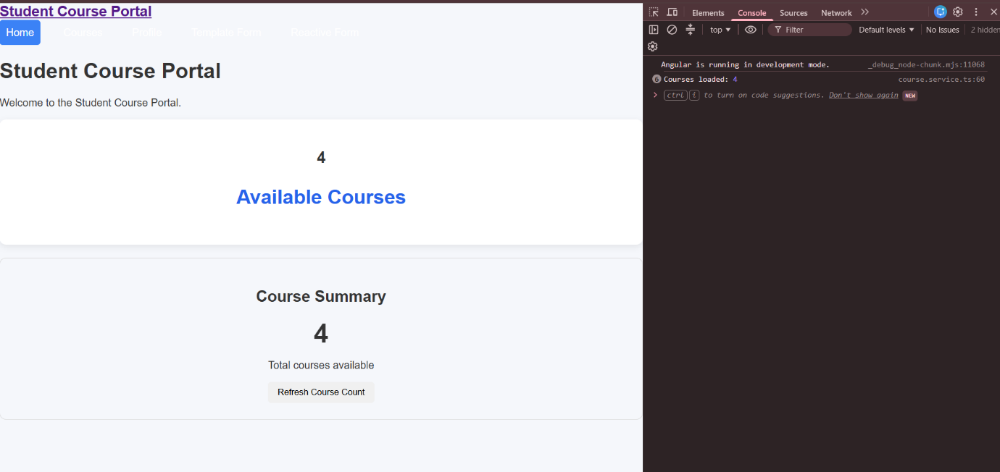 Student Course Portal
Home Courses Profile Template Form Reactive Form
Student Course Portal
Welcome to the Student Course Portal.
4
Available Courses
Course Summary
4
Total courses available
Refresh Course Count
Elements Console Sources Network
top Filter Default levels No Issues 2 hidden
Angular is running in development mode. _debug_node-chunk.mjs:11068
6 Courses loaded: 4 course.service.ts:60
ctrl i to turn on code suggestions. Don't show again NEW